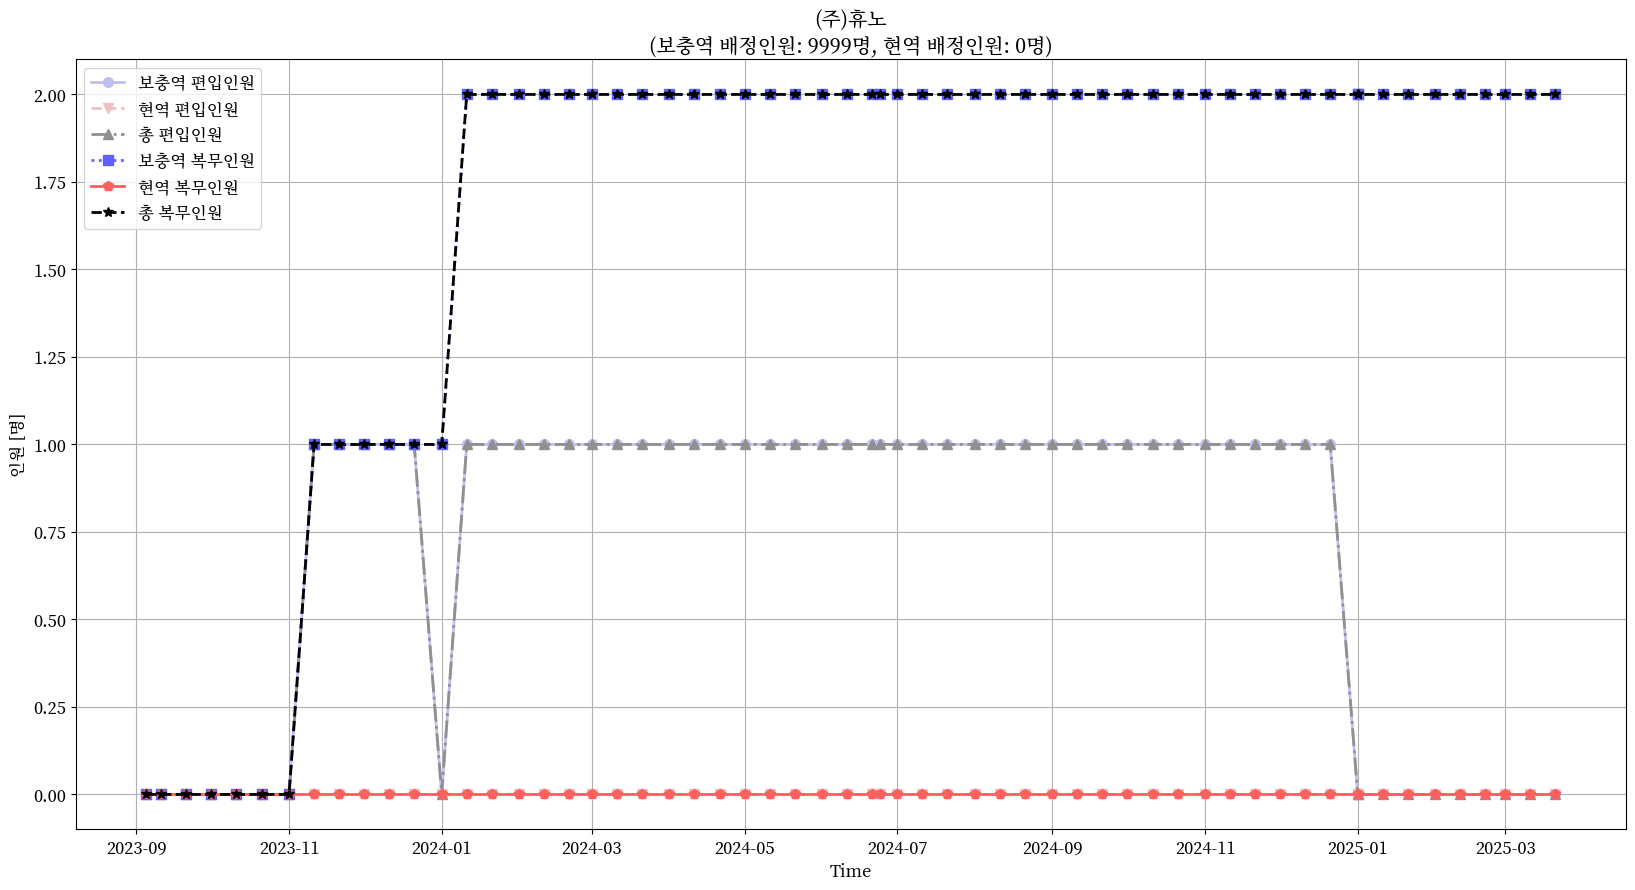 (주)휴노
(보충역 배정인원: 9999명, 현역 배정인원: 0명)
보충역 편입인원
현역 편입인원
총 편입인원
보충역 복무인원
현역 복무인원
총 복무인원
인원 [명]
2.00
1.75
1.50
1.25
1.00
0.75
0.50
0.25
0.00
2023-09
2023-11
2024-01
2024-03
2024-05
2024-07
2024-09
2024-11
2025-01
2025-03
Time